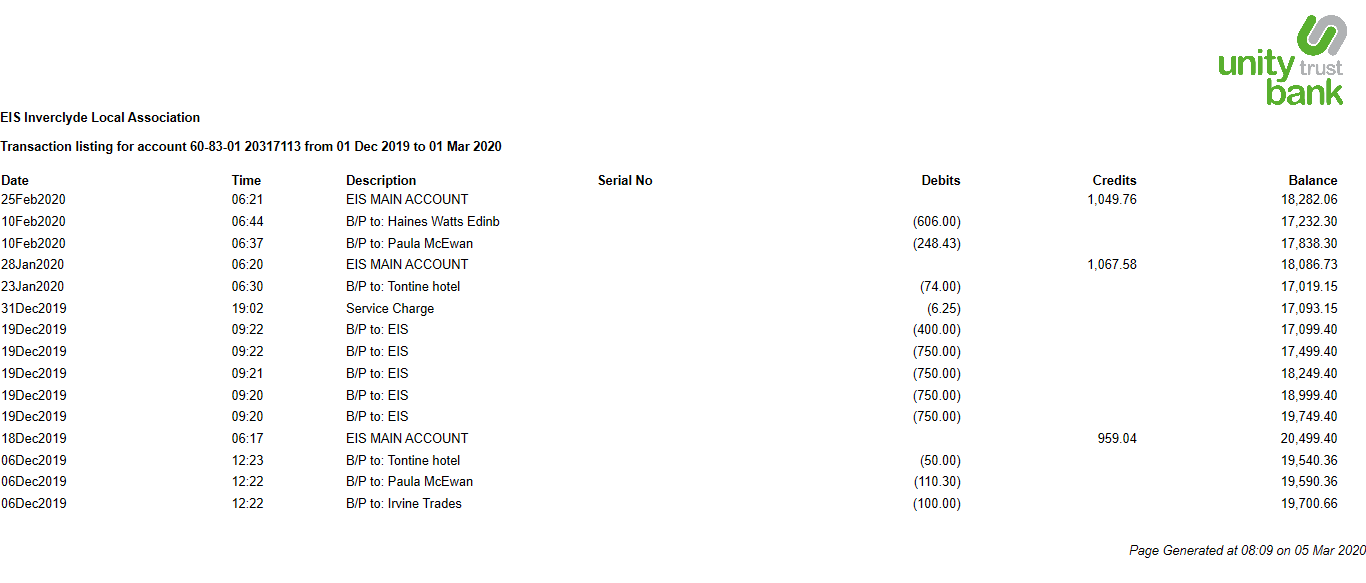 unity trust
bank
EIS Inverclyde Local Association
Transaction listing for account 60-83-01 20317113 from 01 Dec 2019 to 01 Mar 2020
Date Time Description Serial No Debits Credits Balance
25Feb2020 06:21 EIS MAIN ACCOUNT 1,049.76 18,282.06
10Feb2020 06:44 B/P to: Haines Watts Edinb (606.00) 17,232.30
10Feb2020 06:37 B/P to: Paula McEwan (248.43) 17,838.30
28Jan2020 06:20 EIS MAIN ACCOUNT 1,067.58 18,086.73
23Jan2020 06:30 B/P to: Tontine hotel (74.00) 17,019.15
31Dec2019 19:02 Service Charge (6.25) 17,093.15
19Dec2019 09:22 B/P to: EIS (400.00) 17,099.40
19Dec2019 09:22 B/P to: EIS (750.00) 17,499.40
19Dec2019 09:21 B/P to: EIS (750.00) 18,249.40
19Dec2019 09:20 B/P to: EIS (750.00) 18,999.40
19Dec2019 09:20 B/P to: EIS (750.00) 19,749.40
18Dec2019 06:17 EIS MAIN ACCOUNT 959.04 20,499.40
06Dec2019 12:23 B/P to: Tontine hotel (50.00) 19,540.36
06Dec2019 12:22 B/P to: Paula McEwan (110.30) 19,590.36
06Dec2019 12:22 B/P to: Irvine Trades (100.00) 19,700.66
Page Generated at 08:09 on 05 Mar 2020